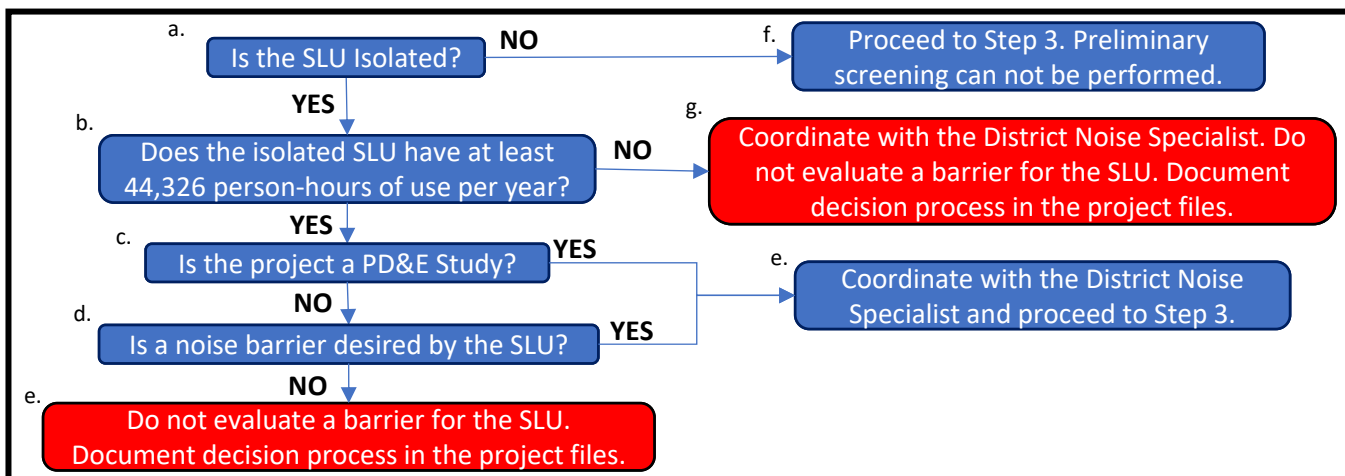 a.
Is the SLU Isolated?
NO
f.
Proceed to Step 3. Preliminary
screening can not be performed.
YES
b.
Does the isolated SLU have at least
44,326 person-hours of use per year?
NO
g.
Coordinate with the District Noise Specialist. Do
not evaluate a barrier for the SLU. Document
decision process in the project files.
YES
c.
Is the project a PD&E Study?
YES
e.
Coordinate with the District Noise
Specialist and proceed to Step 3.
NO
d.
Is a noise barrier desired by the SLU?
YES
NO
e.
Do not evaluate a barrier for the SLU.
Document decision process in the project files.